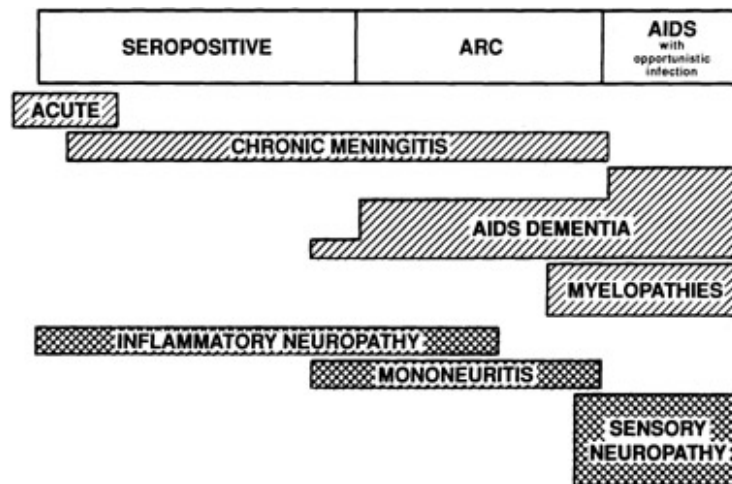 SEROPOSITIVE
ARC
AIDS
with
opportunistic
infection
ACUTE
CHRONIC MENINGITIS
AIDS DEMENTIA
MYELOPATHIES
INFLAMMATORY NEUROPATHY
MONONEURITIS
SENSORY
NEUROPATHY